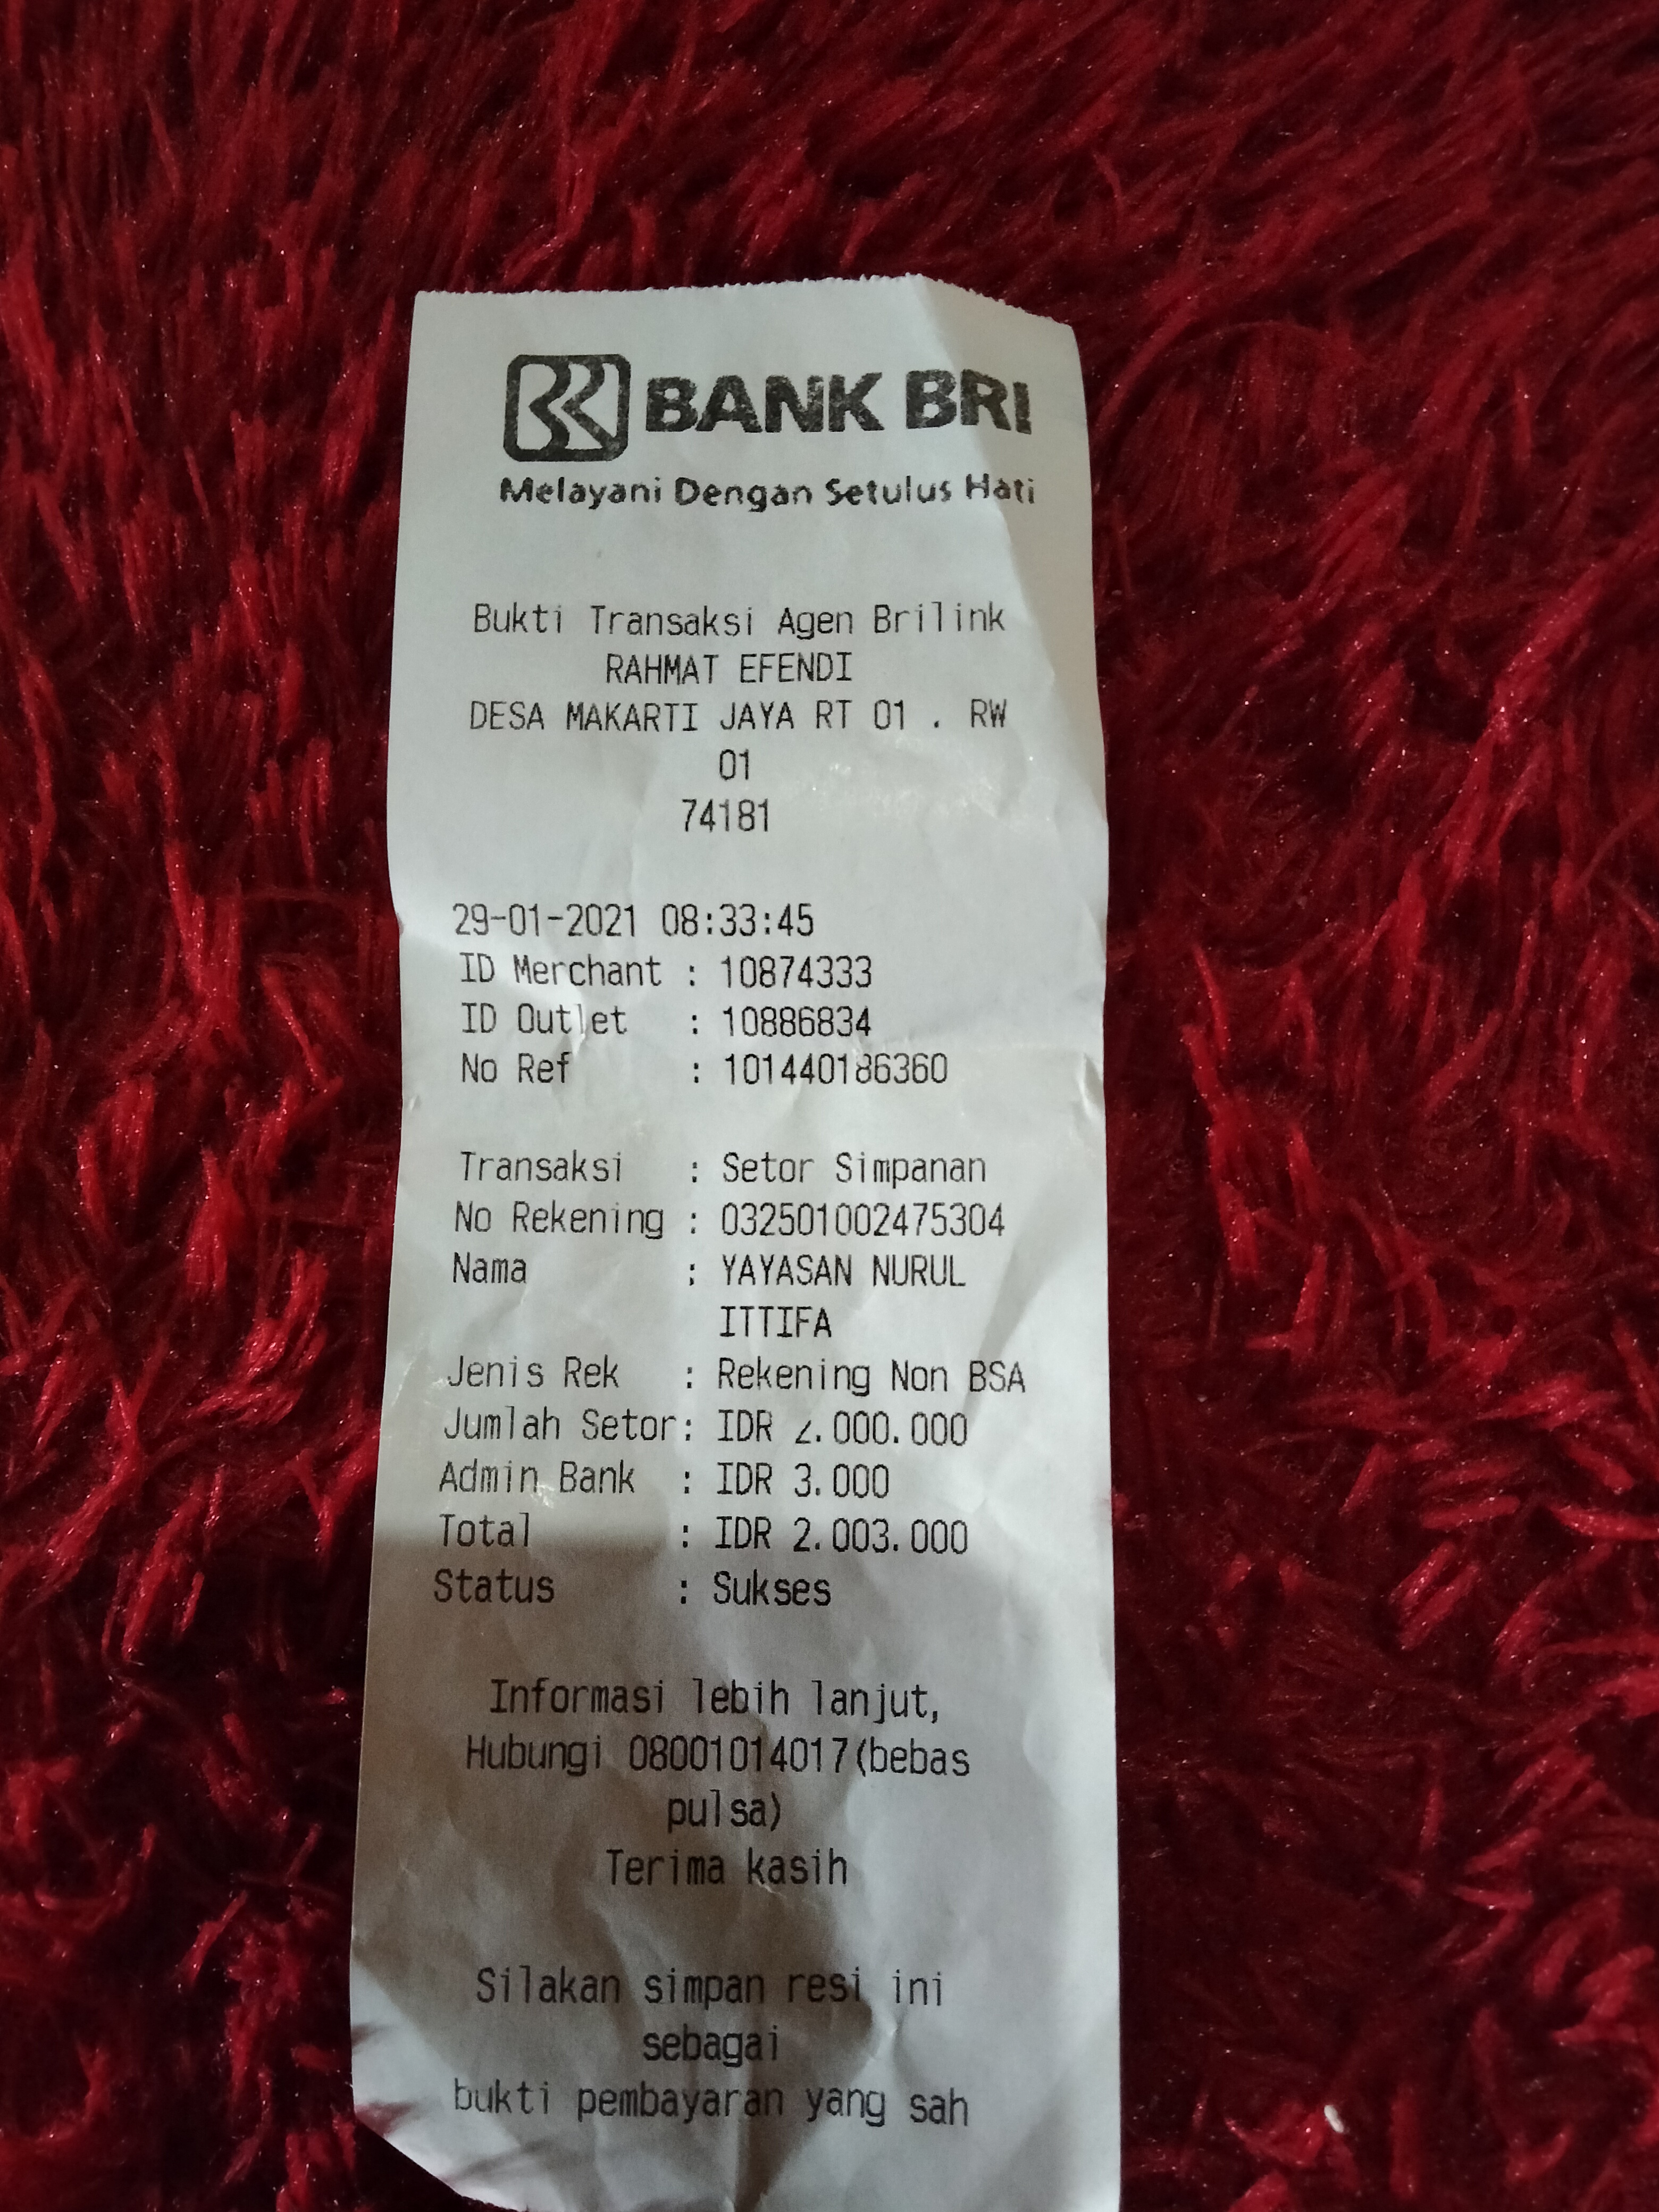 BANK BRI
Melayani Dengan Setulus Hati
Bukti Transaksi Agen Brilink
RAHMAT EFENDI
DESA MAKARTI JAYA RT 01 . RW
01
74181
29-01-2021 08:33:45
ID Merchant : 10874333
ID Outlet : 10886834
No Ref : 101440186360
Transaksi : Setor Simpanan
No Rekening : 032501002475304
Nama : YAYASAN NURUL
ITTIFA
Jenis Rek : Rekening Non BSA
Jumlah Setor: IDR 2.000.000
Admin Bank : IDR 3.000
Total : IDR 2.003.000
Status : Sukses
Informasi lebih lanjut,
Hubungi 08001014017(bebas
pulsa)
Terima kasih
Silakan simpan resi ini
sebagai
bukti pembayaran yang sah